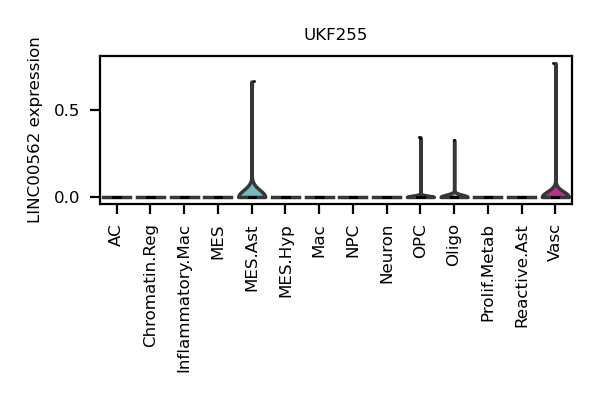 UKF255
LINC00562 expression
0.5
0.0
AC
Chromatin.Reg
Inflammatory.Mac
MES
MES.Ast
MES.Hyp
Mac
NPC
Neuron
OPC
Oligo
Prolif.Metab
Reactive.Ast
Vasc